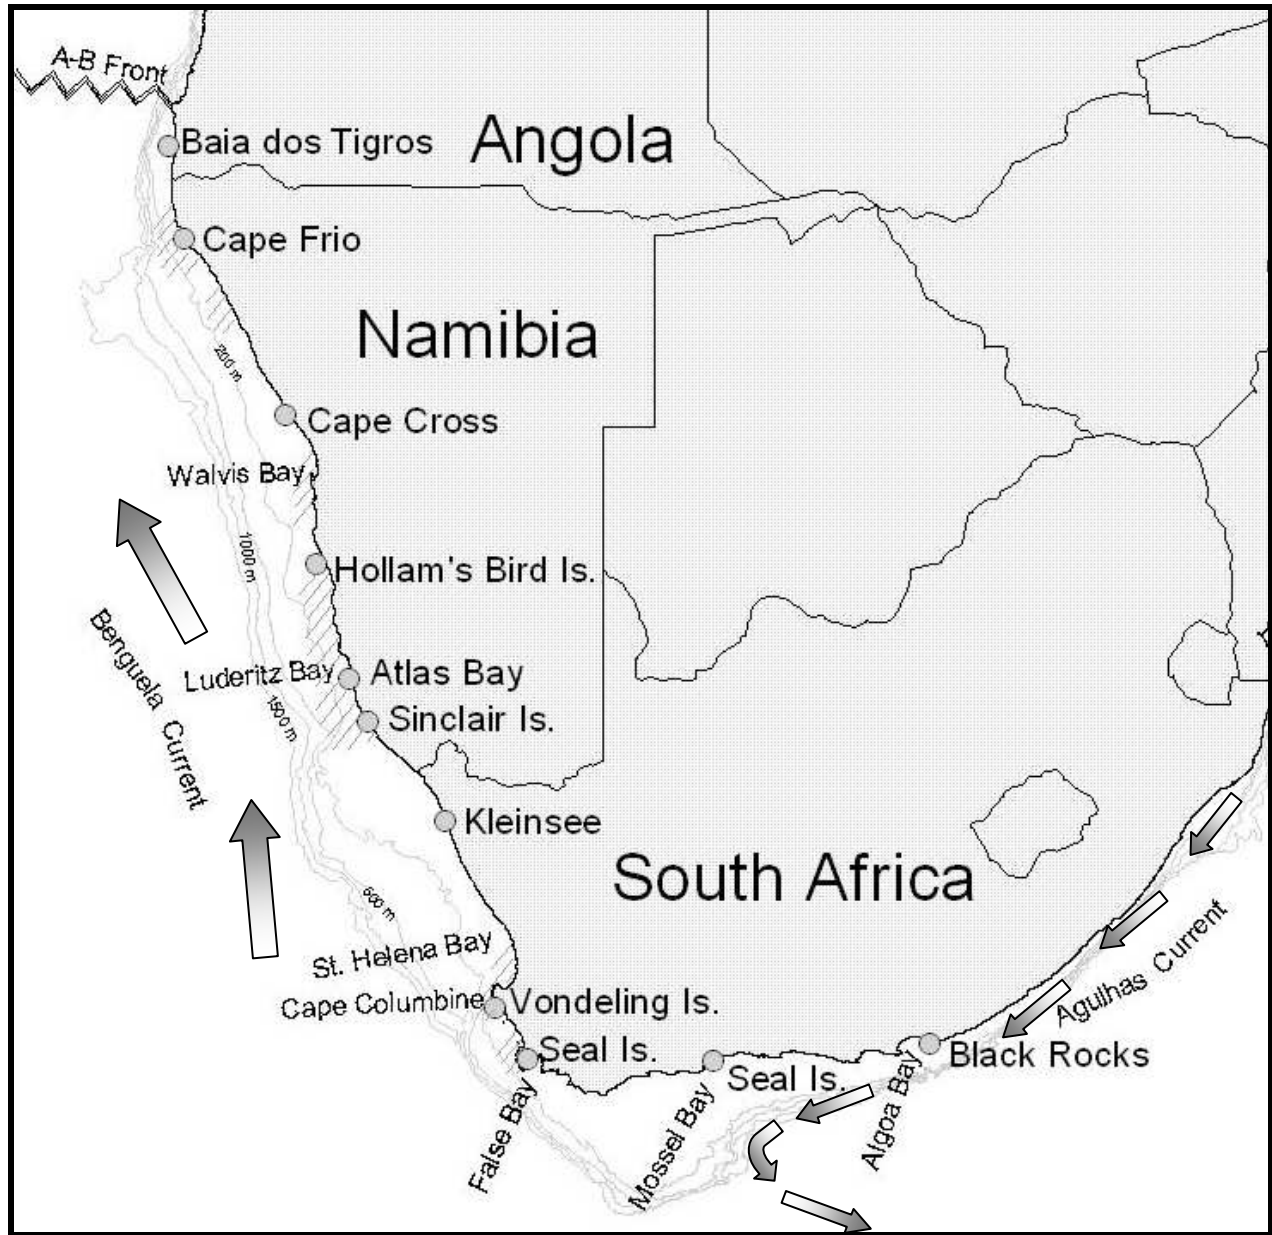 A-B Front
Baia dos Tigros
Angola
Cape Frio
Namibia
200 m
Cape Cross
Walvis Bay
1000 m
Hollam's Bird Is.
Benguela Current
Luderitz Bay
Atlas Bay
1500 m
Sinclair Is.
Kleinsee
South Africa
500 m
St. Helena Bay
Agulhas Current
Cape Columbine
Vondeling Is.
Seal Is.
Black Rocks
Seal Is.
False Bay
Mossel Bay
Algoa Bay